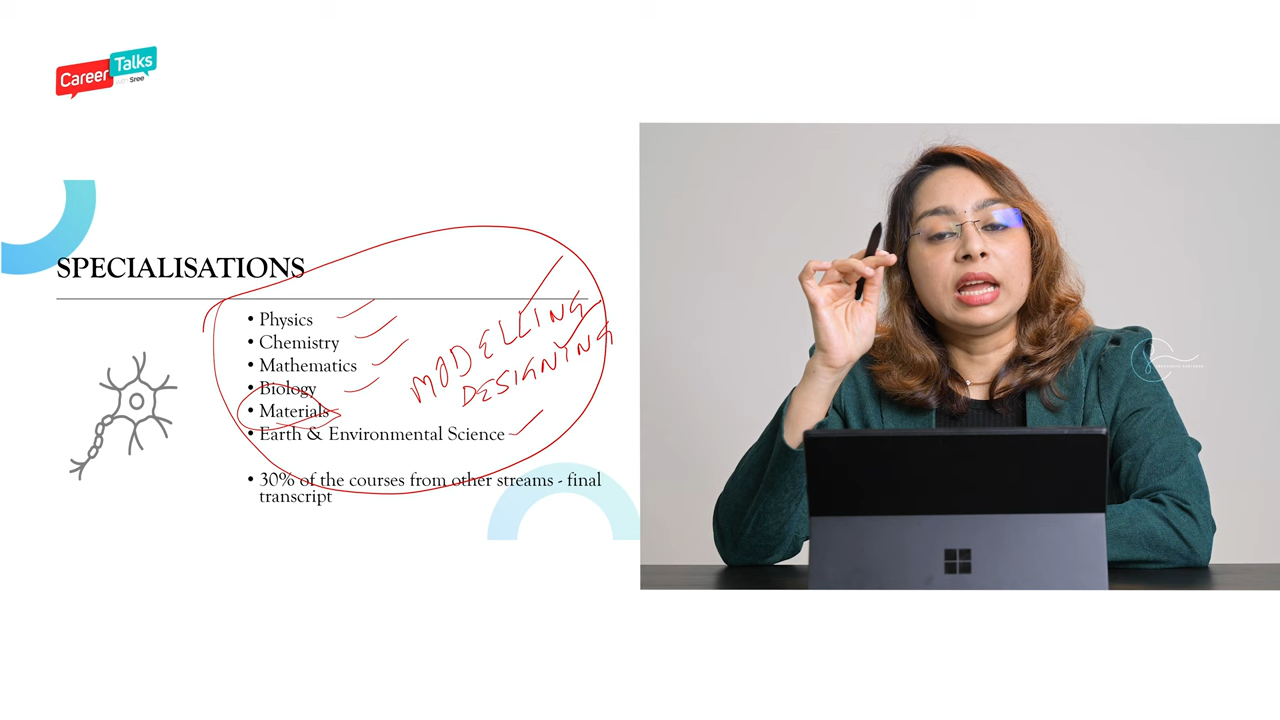 Career Talks
Sree
SPECIALISATIONS
• Physics
• Chemistry
• Mathematics
• Biology
• Materials
• Earth & Environmental Science
MODELLING
DESIGNING
• 30% of the courses from other streams - final
transcript